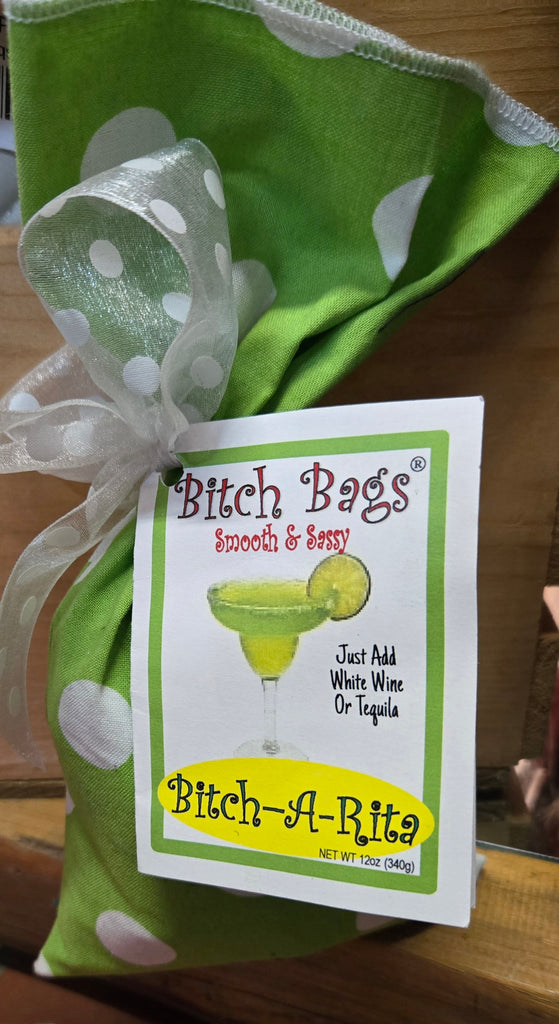 Bitch Bags®
Smooth & Sassy
Just Add
White Wine
Or Tequila
Bitch-A-Rita
NET WT 12oz (340g)